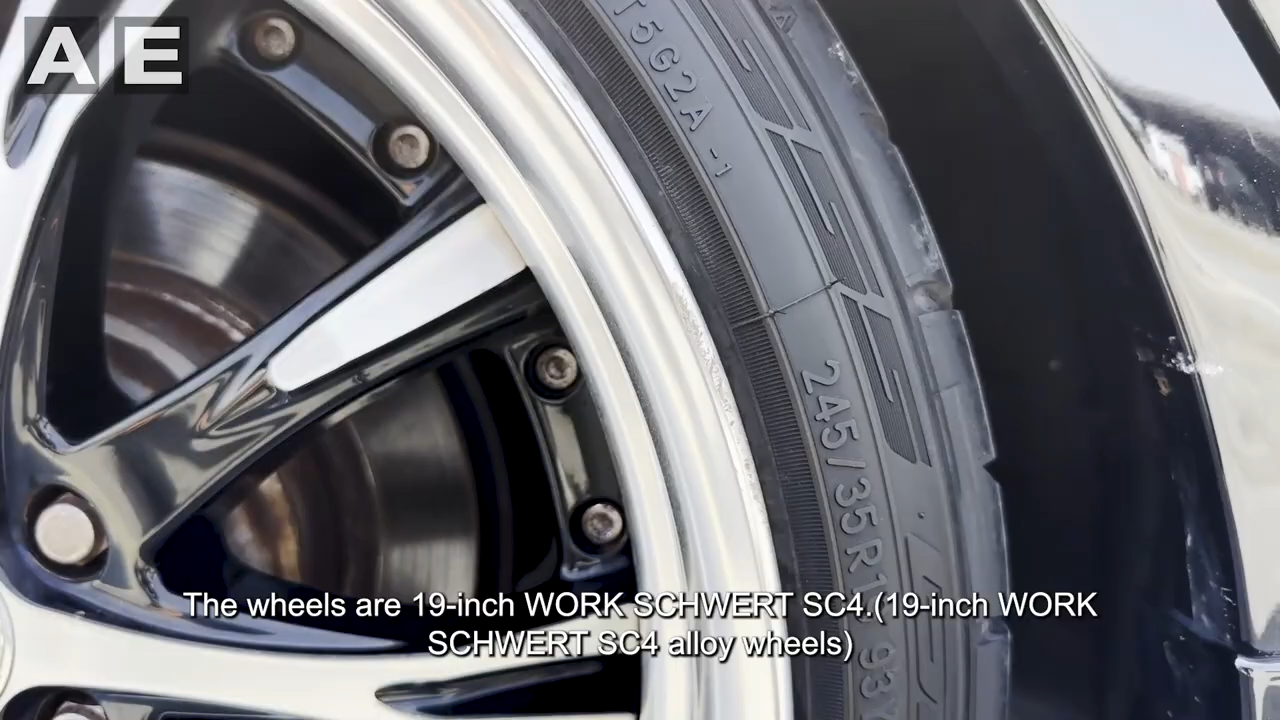 A E
T5G2A -1
245/35R1
93Y
The wheels are 19-inch WORK SCHWERT SC4.(19-inch WORK
SCHWERT SC4 alloy wheels)